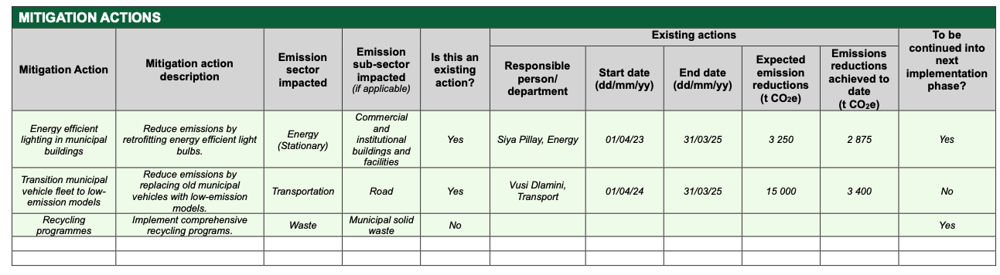 MITIGATION ACTIONS
Mitigation Action
Mitigation action
description
Emission
sector
impacted
Emission
sub-sector
impacted
(if applicable)
Is this an
existing
action?
Existing actions
Responsible
person/
department
Start date
(dd/mm/yy)
End date
(dd/mm/yy)
Expected
emission
reductions
(t CO₂e)
Emissions
reductions
achieved to
date
(t CO₂e)
To be
continued into
next
implementation
phase?
Energy efficient
lighting in municipal
buildings
Reduce emissions by
retrofitting energy efficient light
bulbs.
Energy
(Stationary)
Commercial
and
institutional
buildings and
facilities
Yes
Siya Pillay, Energy
01/04/23
31/03/25
3 250
2 875
Yes
Transition municipal
vehicle fleet to low-
emission models
Reduce emissions by
replacing old municipal
vehicles with low-emission
models.
Transportation
Road
Yes
Vusi Dlamini,
Transport
01/04/24
31/03/25
15 000
3 400
No
Recycling
programmes
Implement comprehensive
recycling programs.
Waste
Municipal solid
waste
No
Yes